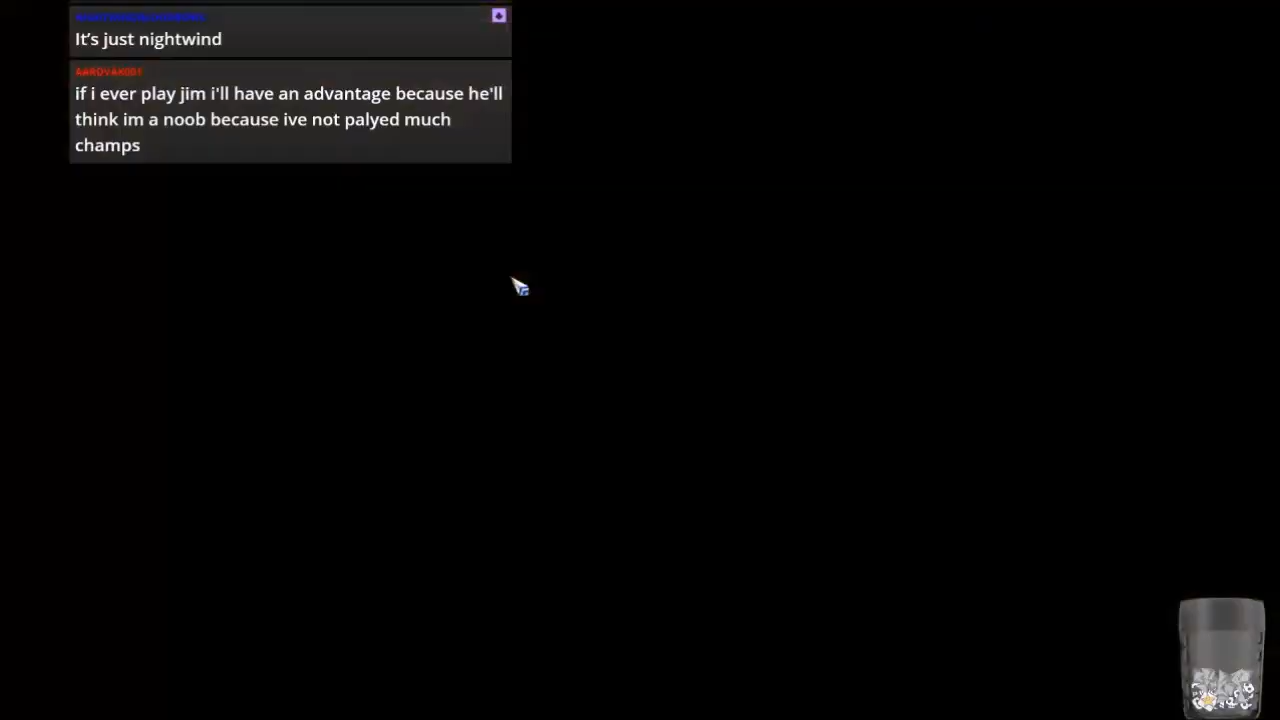 It's just nightwind
if i ever play jim i'll have an advantage because he'll
think im a noob because ive not palyed much
champs